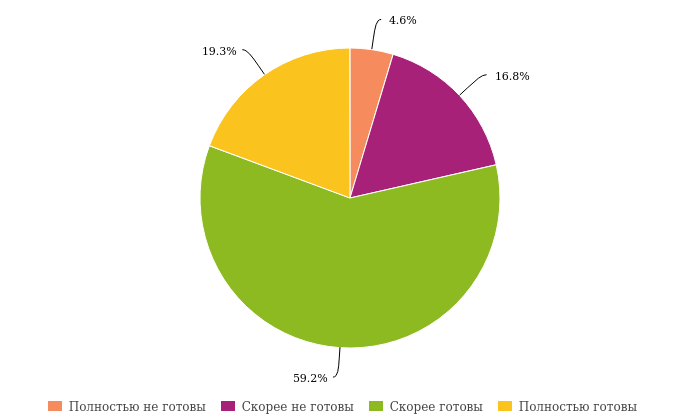 4.6%
19.3%
16.8%
59.2%
Полностью не готовы Скорее не готовы Скорее готовы Полностью готовы